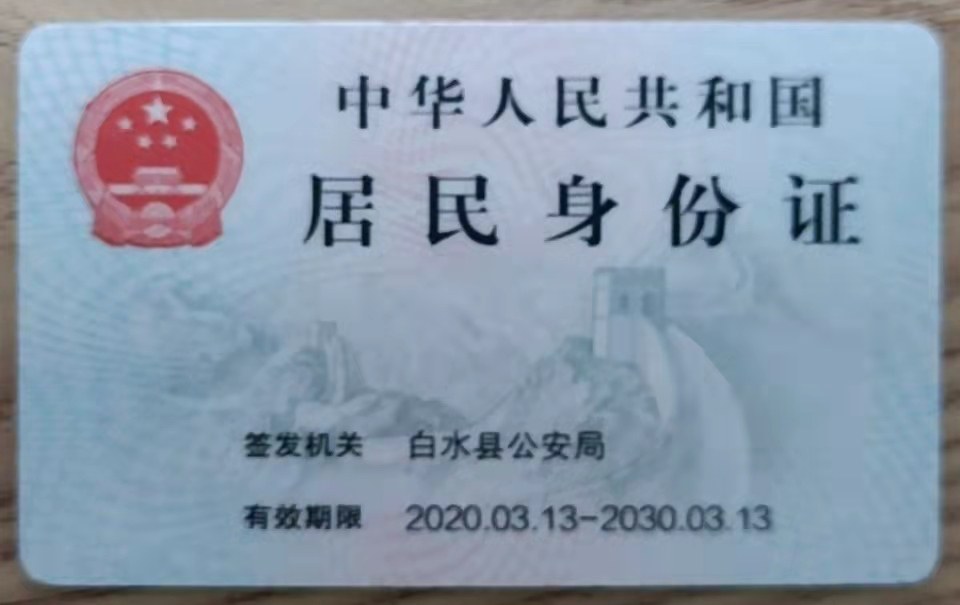 中华人民共和国
居民身份证
签发机关 白水县公安局
有效期限 2020.03.13-2030.03.13